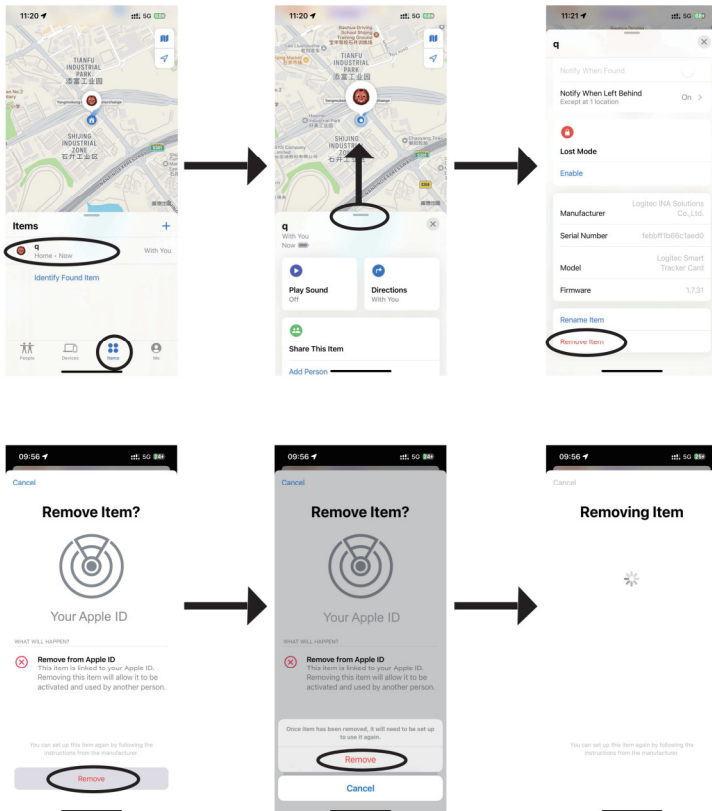 11:20
5G
TIANFU
INDUSTRIAL
PARK
添富工业园
SHIJING
INDUSTRIAL
ZONE
石井工业区
Items
q
Home • Now
With You
Identify Found Item
People
Devices
Items
Me
11:20
5G
Training Ground
TIANFU
INDUSTRIAL
PARK
添富工业园
SHIJING
INDUSTRIAL
ZONE
石井工业区
q
With You
Now
Play Sound
Off
Directions
With You
Share This Item
Add Person
11:21
5G
q
Notify When Found
Notify When Left Behind
Except at 1 location
On
Lost Mode
Enable
Manufacturer
Logitec INA Solutions
Co.,Ltd.
Serial Number
Model
Logitec Smart
Tracker Card
Firmware
1.7.31
Rename Item
Remove Item
09:56
5G 24+
Cancel
Remove Item?
Your Apple ID
WHAT WILL HAPPEN?
Remove from Apple ID
This item is linked to your Apple ID.
Removing this item will allow it to be
activated and used by another person.
You can set up this item again by following the
instructions from the manufacturer.
Remove
09:56
5G 24+
Cancel
Remove Item?
Your Apple ID
WHAT WILL HAPPEN?
Remove from Apple ID
This item is linked to your Apple ID.
Removing this item will allow it to be
activated and used by another person.
Once item has been removed, it will need to be set up
to use it again.
Remove
Cancel
09:56
5G
Cancel
Removing Item
You can set up this item again by following the
instructions from the manufacturer.